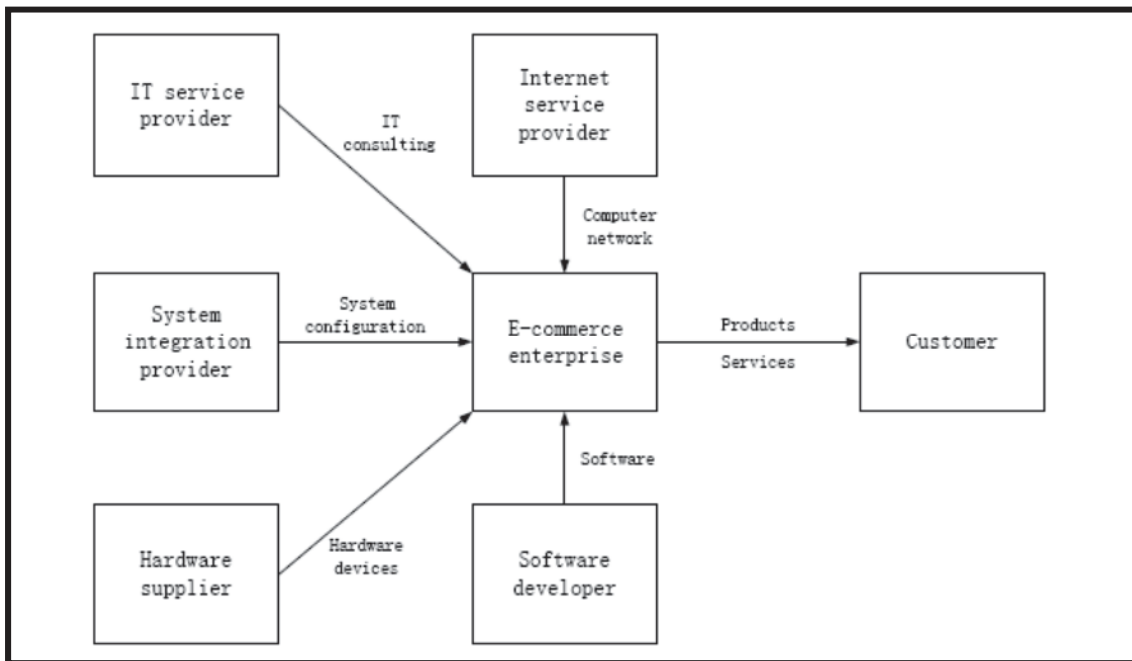 IT service
provider
Internet
service
provider
IT
consulting
Computer
network
System
integration
provider
System
configuration
E-commerce
enterprise
Products
Services
Customer
Software
Hardware
supplier
Hardware
devices
Software
developer